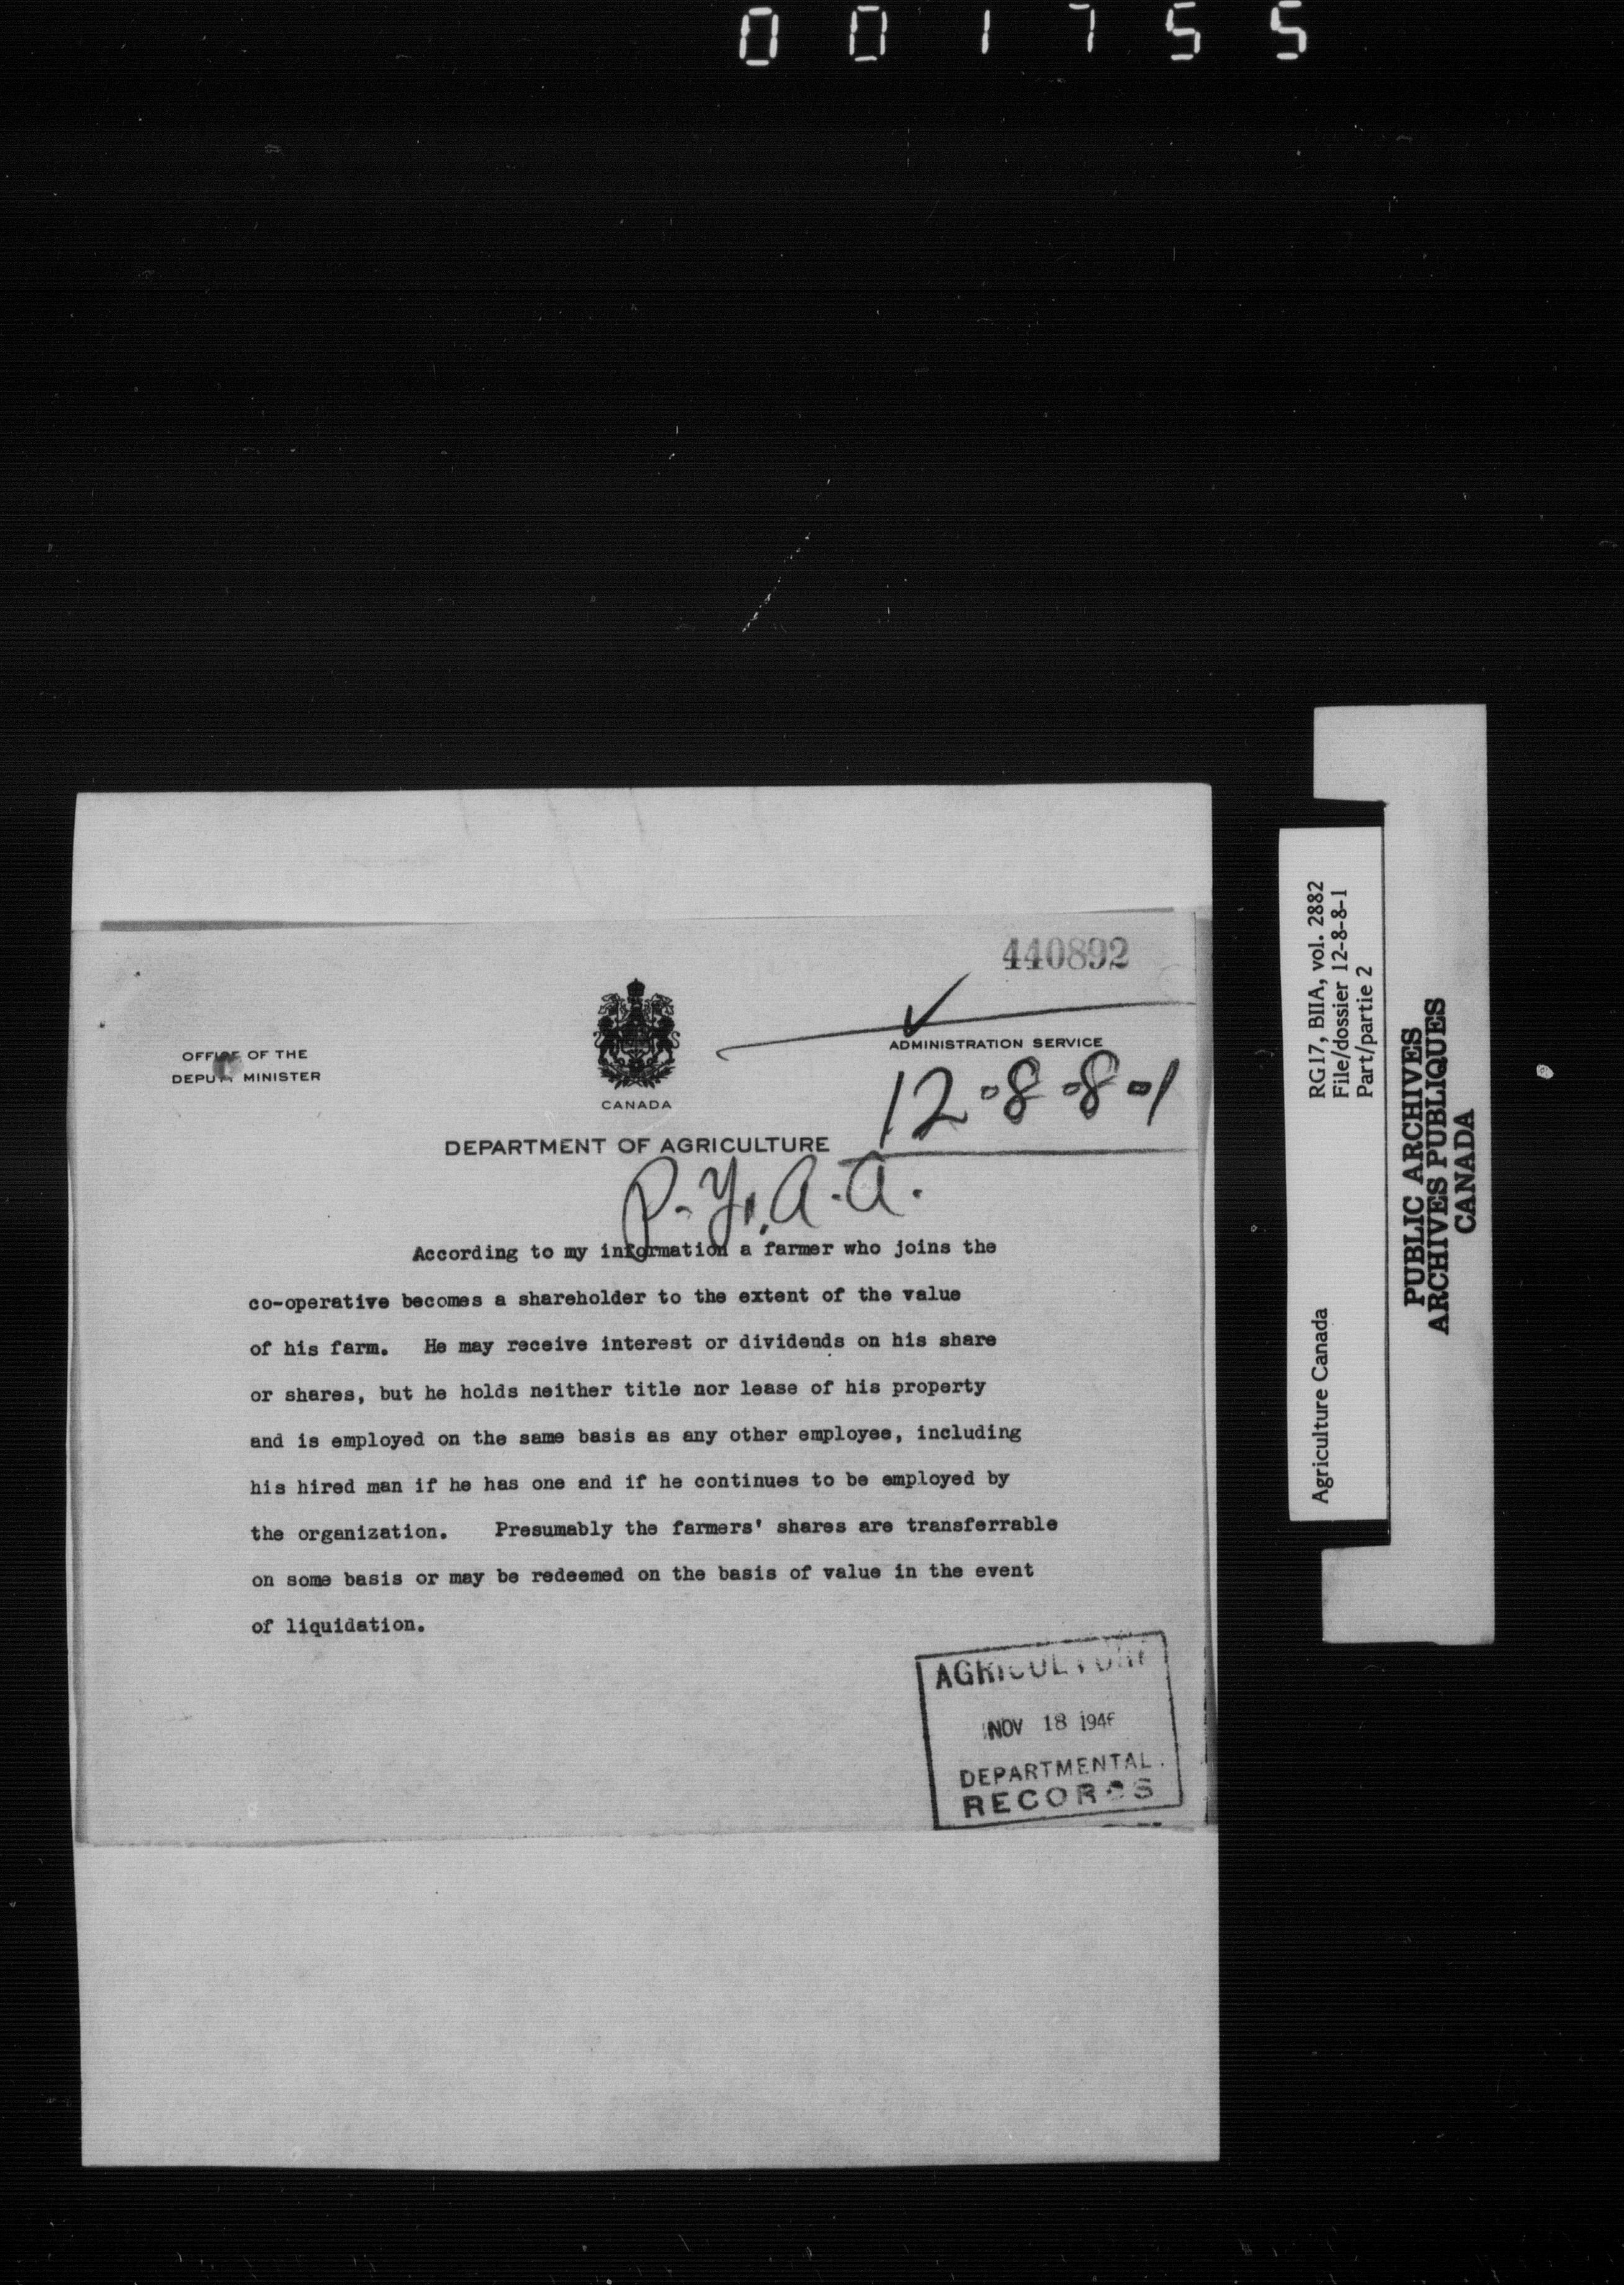 001755
440892
OFFICE OF THE
DEPUTY MINISTER
CANADA
ADMINISTRATION SERVICE
12-8-8-1
DEPARTMENT OF AGRICULTURE
P.Y.A.A.
According to my information a farmer who joins the
co-operative becomes a shareholder to the extent of the value
of his farm. He may receive interest or dividends on his share
or shares, but he holds neither title nor lease of his property
and is employed on the same basis as any other employee, including
his hired man if he has one and if he continues to be employed by
the organization. Presumably the farmers' shares are transferrable
on some basis or may be redeemed on the basis of value in the event
of liquidation.
AGRICULTURE
NOV 18 1946
DEPARTMENTAL
RECORDS
Agriculture Canada
RG17, BIIA, vol. 2882
File/dossier 12-8-8-1
Part/partie 2
PUBLIC ARCHIVES
ARCHIVES PUBLIQUES
CANADA